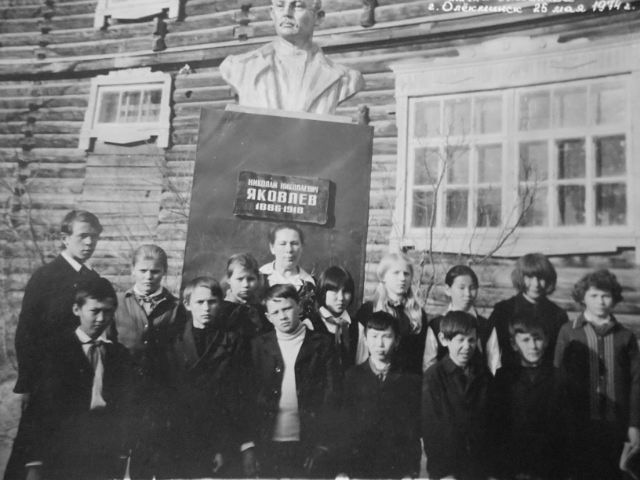 г. Олёкминск 25 мая 1974 г.
НИКОЛАЙ НИКОЛАЕВИЧ
ЯКОВЛЕВ
1886-1918